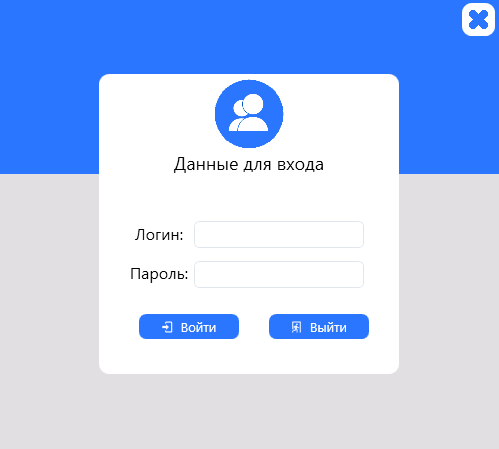 Данные для входа
Логин:
Пароль:
Войти
Выйти